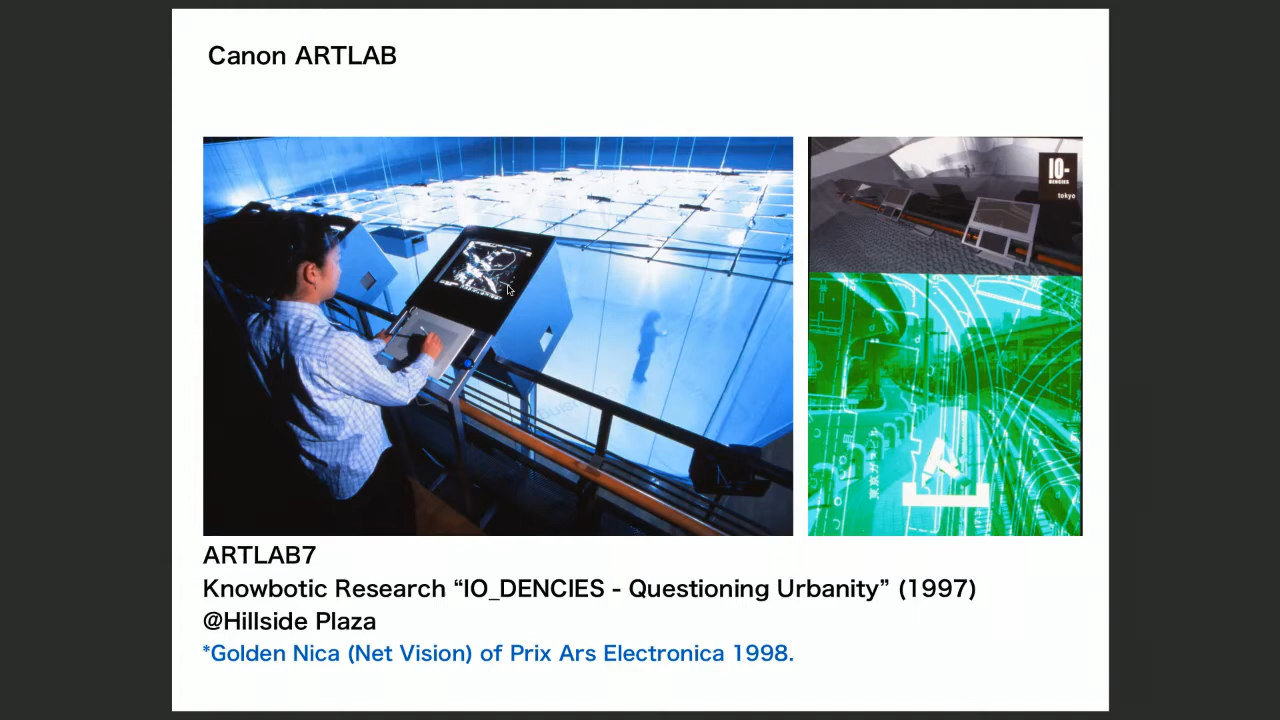 Canon ARTLAB
IO-
DENCIES
tokyo
ARTLAB7
Knowbotic Research “IO_DENCIES - Questioning Urbanity” (1997)
@Hillside Plaza
*Golden Nica (Net Vision) of Prix Ars Electronica 1998.